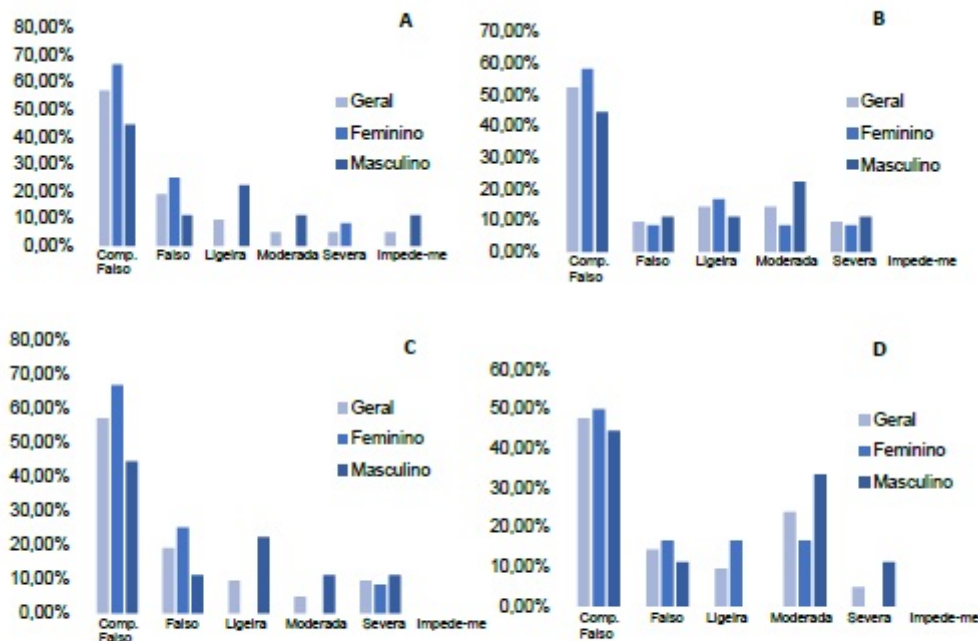 A
80,00%
70,00%
60,00%
50,00%
40,00%
30,00%
20,00%
10,00%
0,00%
Geral
Feminino
Masculino
Comp. Falso
Falso
Ligeira
Moderada
Severa
Impede-me
B
70,00%
60,00%
50,00%
40,00%
30,00%
20,00%
10,00%
0,00%
Geral
Feminino
Masculino
Comp. Falso
Falso
Ligeira
Moderada
Severa
Impede-me
C
80,00%
70,00%
60,00%
50,00%
40,00%
30,00%
20,00%
10,00%
0,00%
Geral
Feminino
Masculino
Comp. Falso
Falso
Ligeira
Moderada
Severa
Impede-me
D
60,00%
50,00%
40,00%
30,00%
20,00%
10,00%
0,00%
Geral
Feminino
Masculino
Comp. Falso
Falso
Ligeira
Moderada
Severa
Impede-me